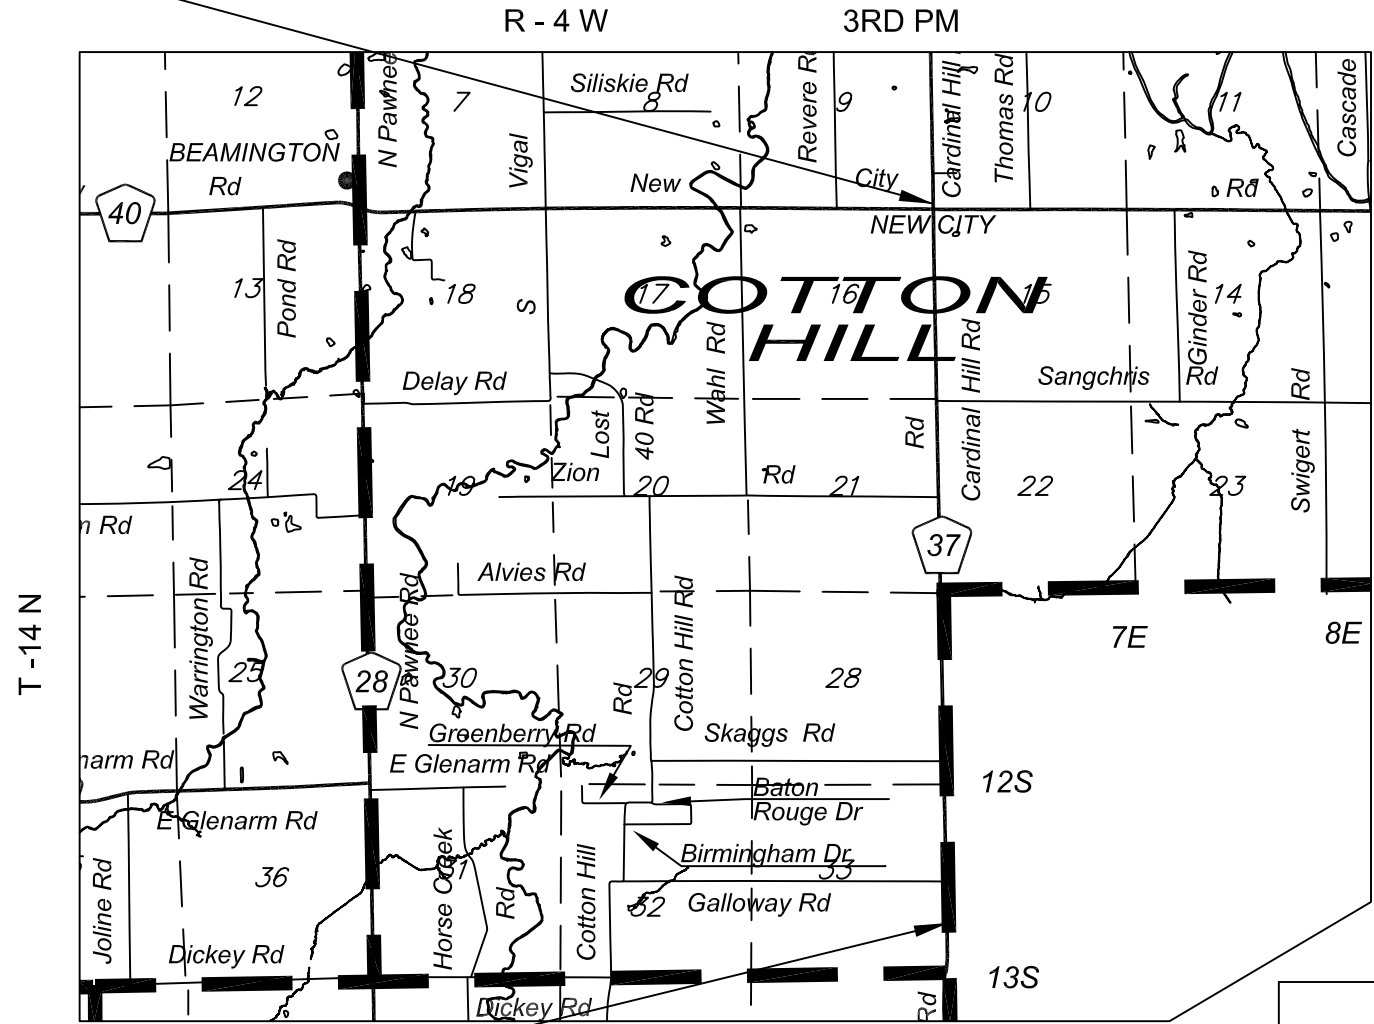 R - 4 W 3RD PM
N Pawnee
Revere R
Cardinal Hill
Thomas Rd
Cascade
Siliskie Rd
12 7 8 9 10 11
BEAMINGTON
Vigal
Rd New City Rd
40
NEW CITY
Pond Rd
Ginder Rd
13 18 S 17 16 15 14
COTTON
HILL
Wahl Rd
Cardinal Hill Rd
Delay Rd Sangchris Rd
Rd
Lost
40 Rd
Rd
Swigert
Zion Rd
24 19 20 21 22 23
Rd
37
Alvies Rd
Warrington Rd
N Pawnee Rd
Cotton Hill Rd
T -14 N
7E 8E
25 28 30 29 28
Rd
Greenberry Rd Skaggs Rd
narm Rd E Glenarm Rd
Baton
Rouge Dr
12S
E Glenarm Rd
Birmingham Dr
Joline Rd
Horse Creek
Rd
Cotton Hill
36 31 33
32 Galloway Rd
Dickey Rd
13S
Dickey Rd
Rd